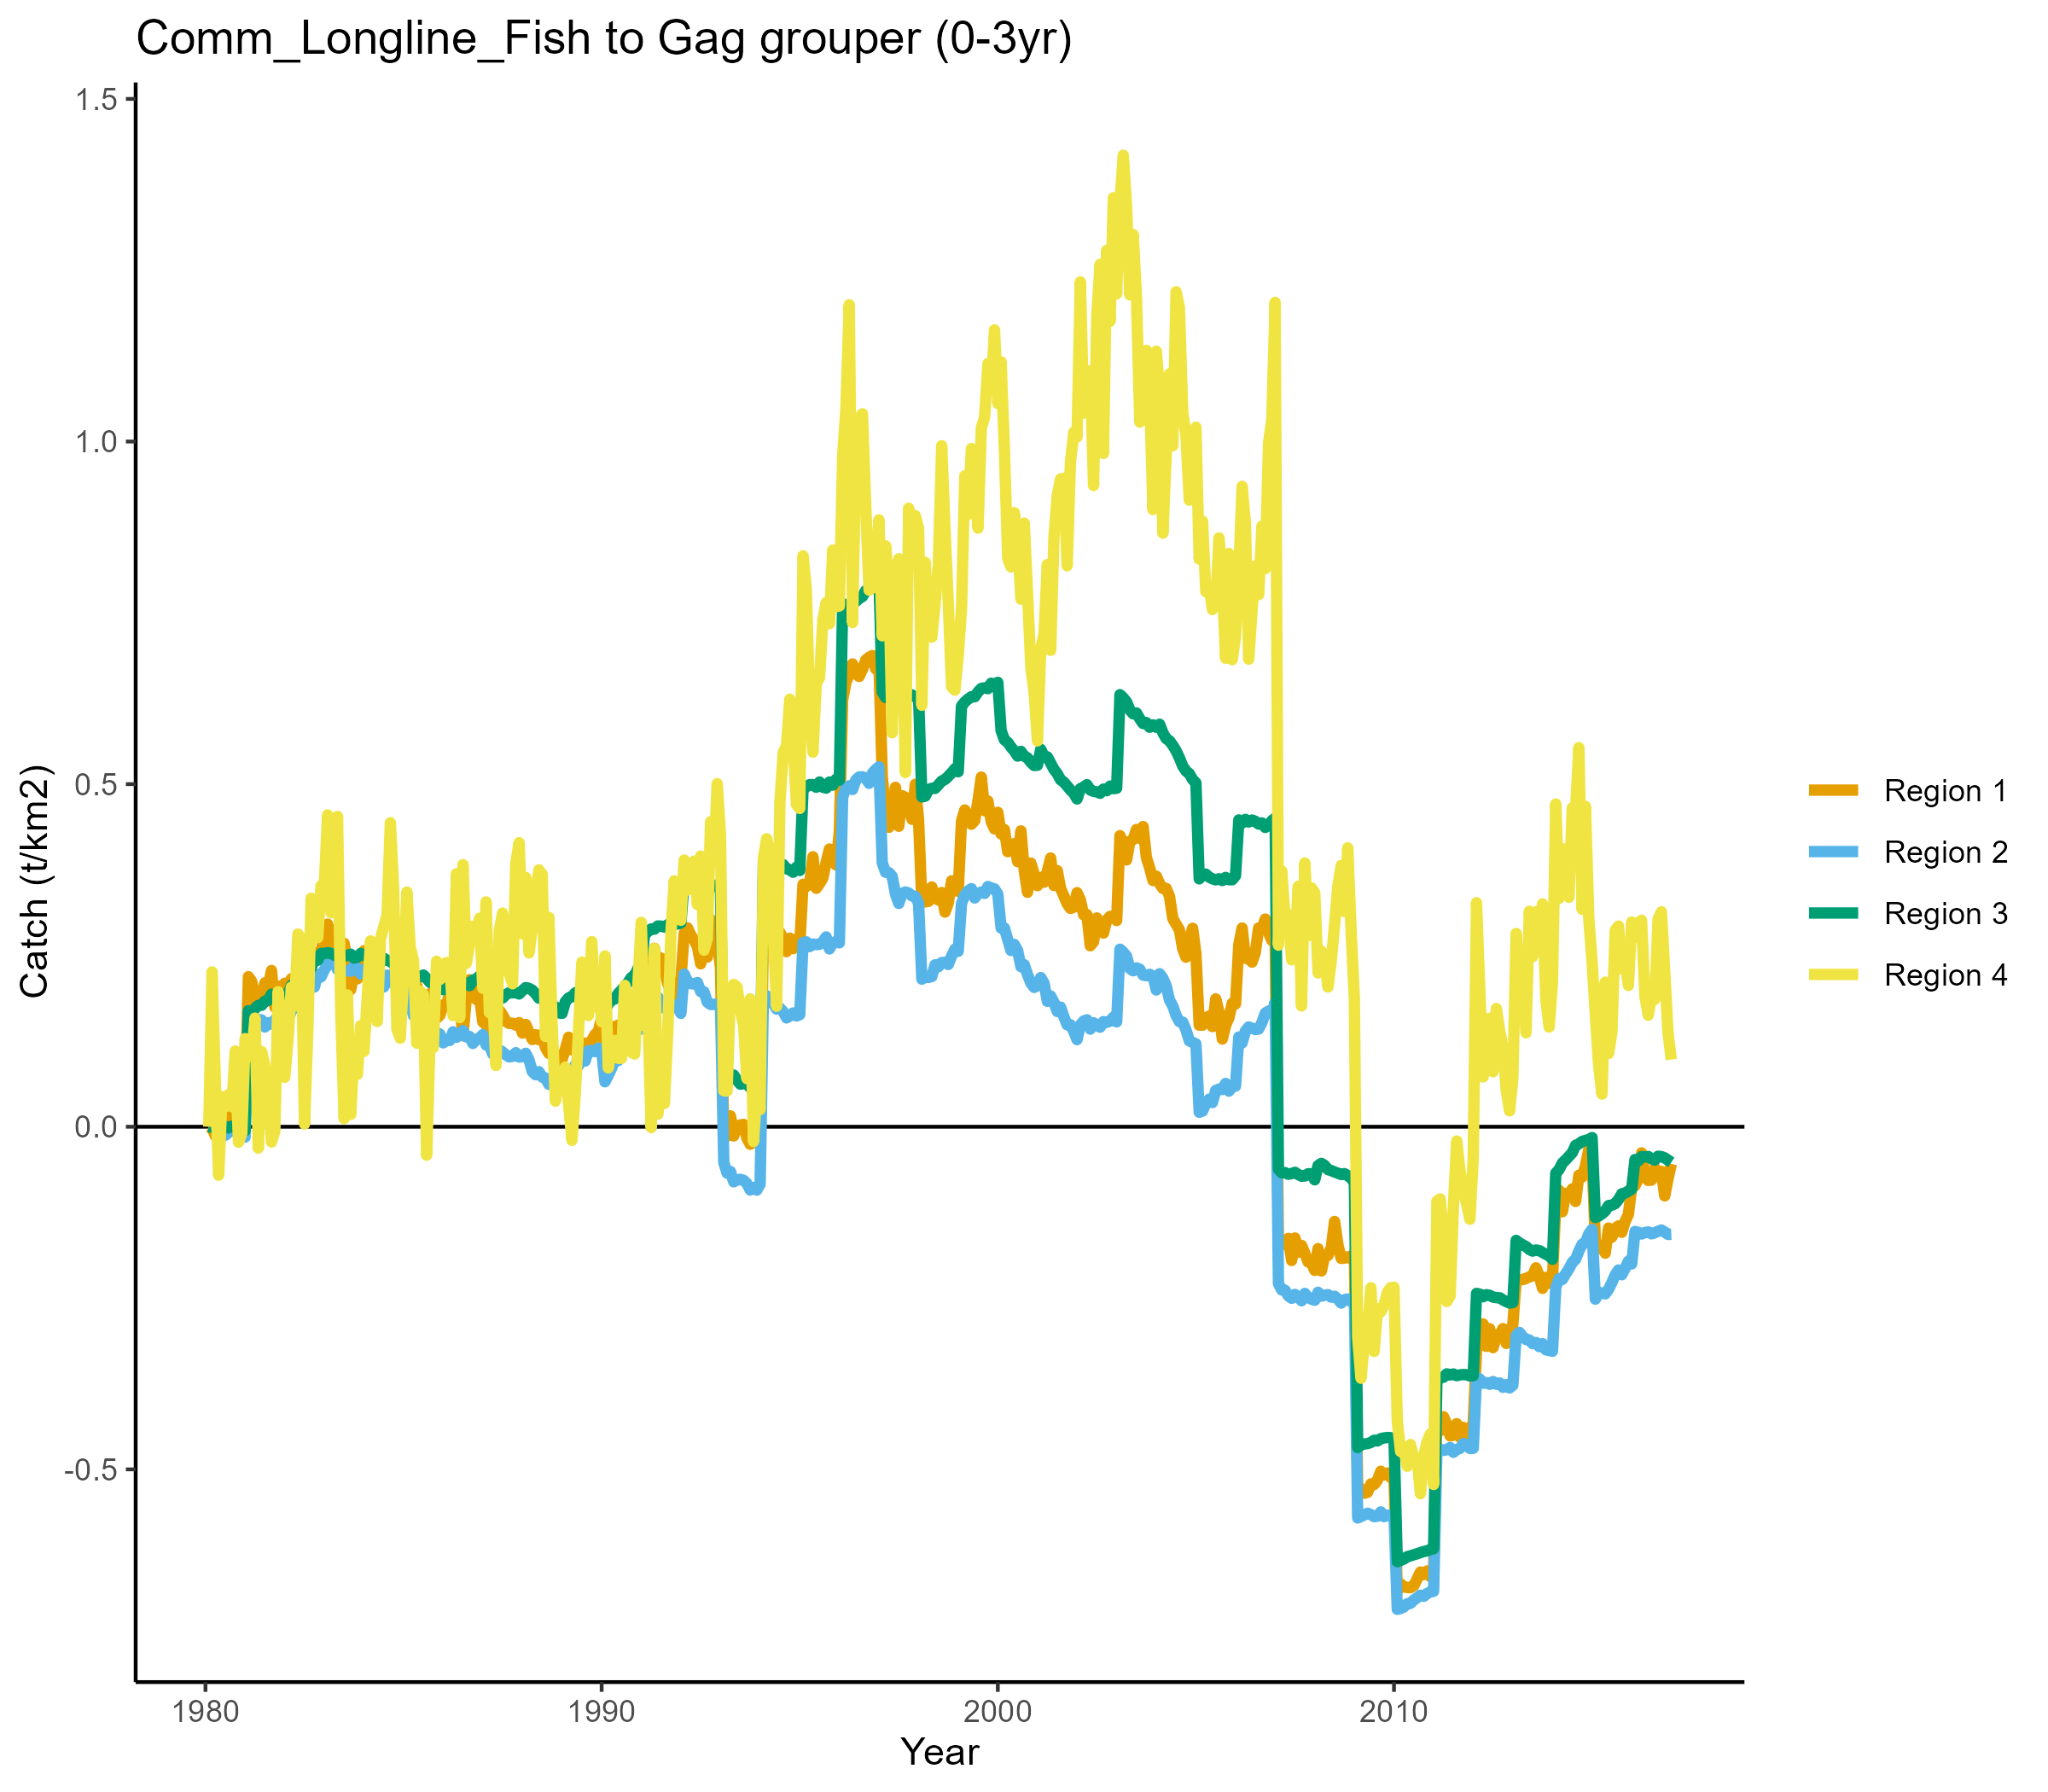 Comm_Longline_Fish to Gag grouper (0-3yr)
Catch (t/km2)
1.5
1.0
0.5
0.0
-0.5
1980
1990
2000
2010
Year
Region 1
Region 2
Region 3
Region 4